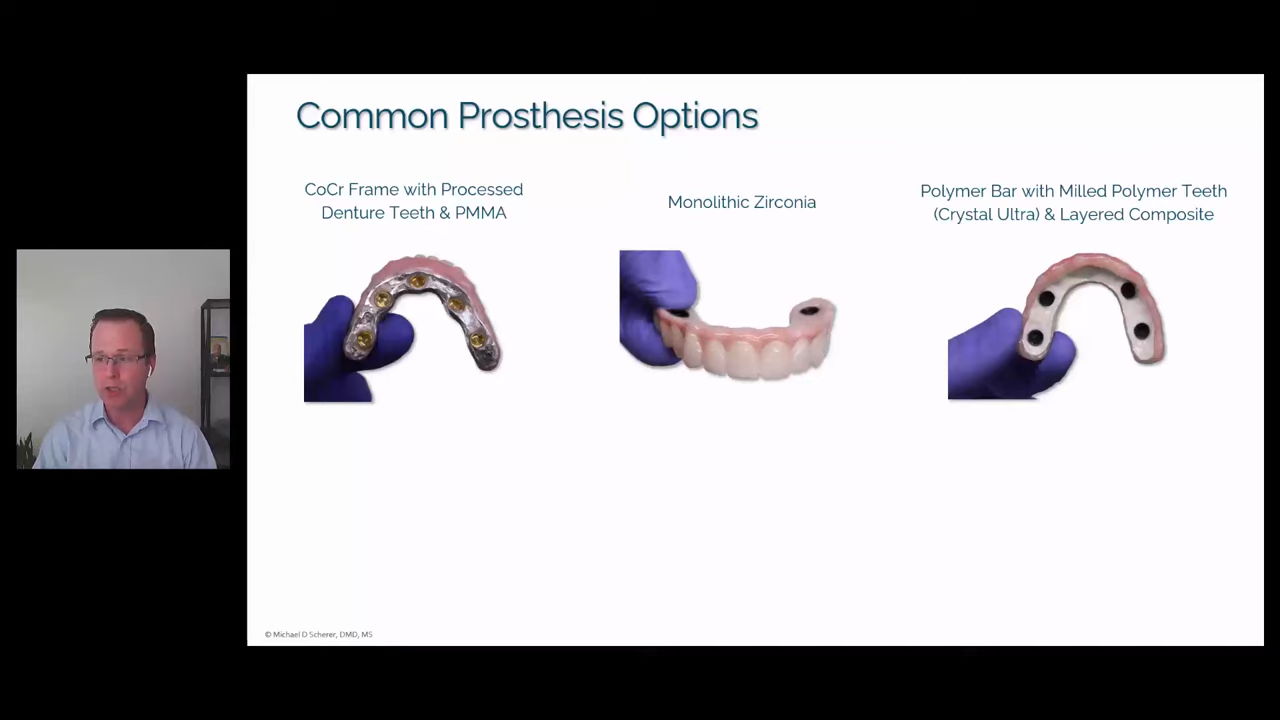 Common Prosthesis Options
CoCr Frame with Processed
Denture Teeth & PMMA
Monolithic Zirconia
Polymer Bar with Milled Polymer Teeth
(Crystal Ultra) & Layered Composite
© Michael D Scherer, DMD, MS